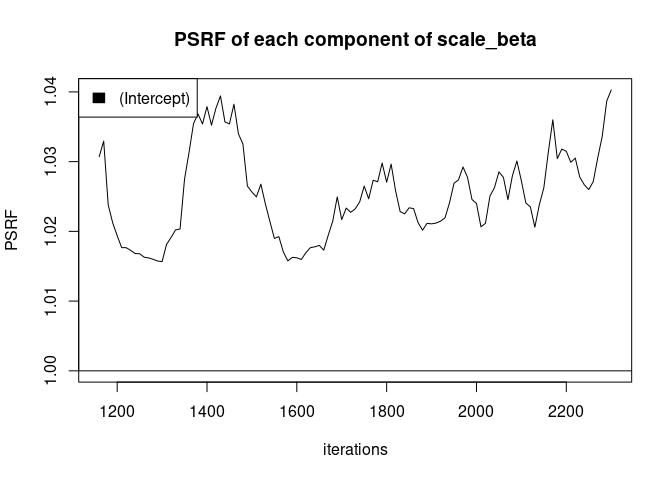 PSRF of each component of scale_beta
(Intercept)
PSRF
1.04
1.03
1.02
1.01
1.00
1200 1400 1600 1800 2000 2200
iterations